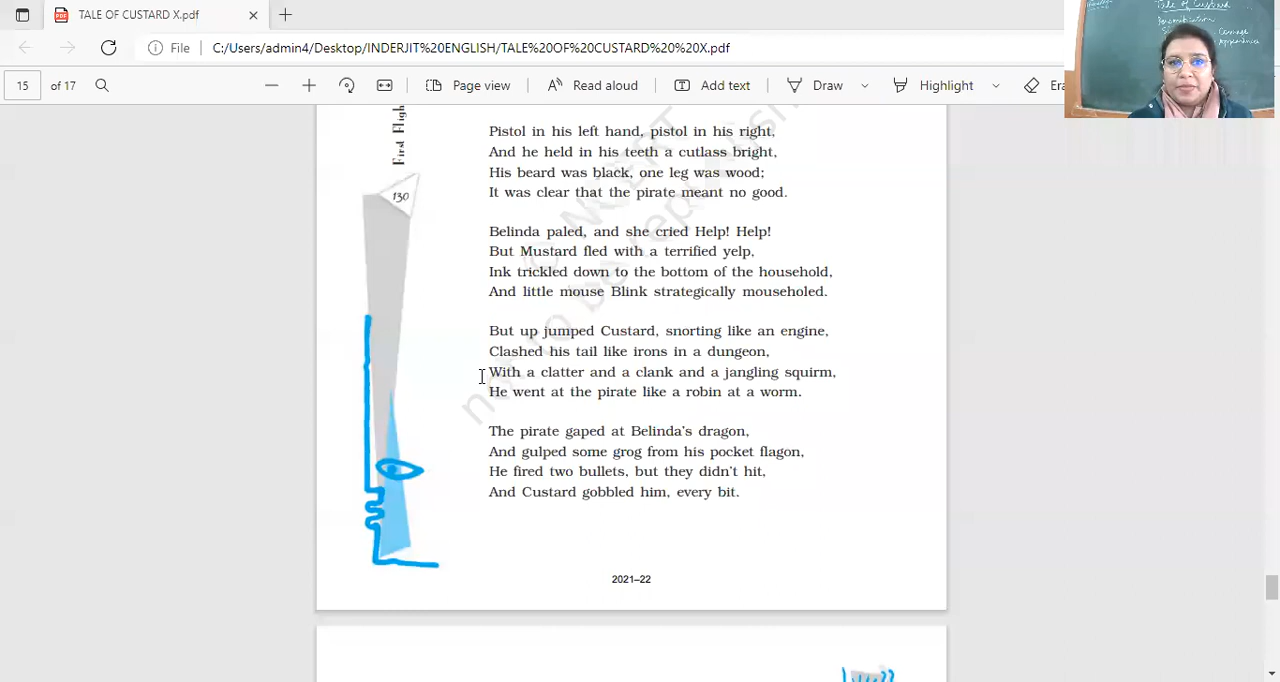 TALE OF CUSTARD X.pdf
File C:/Users/admin4/Desktop/INDERJIT%20ENGLISH/TALE%20OF%20CUSTARD%20%20X.pdf
15 of 17 Page view Read aloud Add text Draw Highlight Era
Tale of Custard
Personification
Carnage
Appearance
First Fligh
130
Pistol in his left hand, pistol in his right,
And he held in his teeth a cutlass bright,
His beard was black, one leg was wood;
It was clear that the pirate meant no good.
Belinda paled, and she cried Help! Help!
But Mustard fled with a terrified yelp,
Ink trickled down to the bottom of the household,
And little mouse Blink strategically mouseholed.
But up jumped Custard, snorting like an engine,
Clashed his tail like irons in a dungeon,
With a clatter and a clank and a jangling squirm,
He went at the pirate like a robin at a worm.
The pirate gaped at Belinda's dragon,
And gulped some grog from his pocket flagon,
He fired two bullets, but they didn't hit,
And Custard gobbled him, every bit.
2021–22